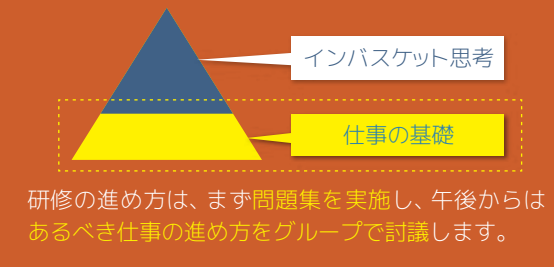 インバスケット思考
仕事の基礎
研修の進め方は、まず問題集を実施し、午後からは
あるべき仕事の進め方をグループで討議します。